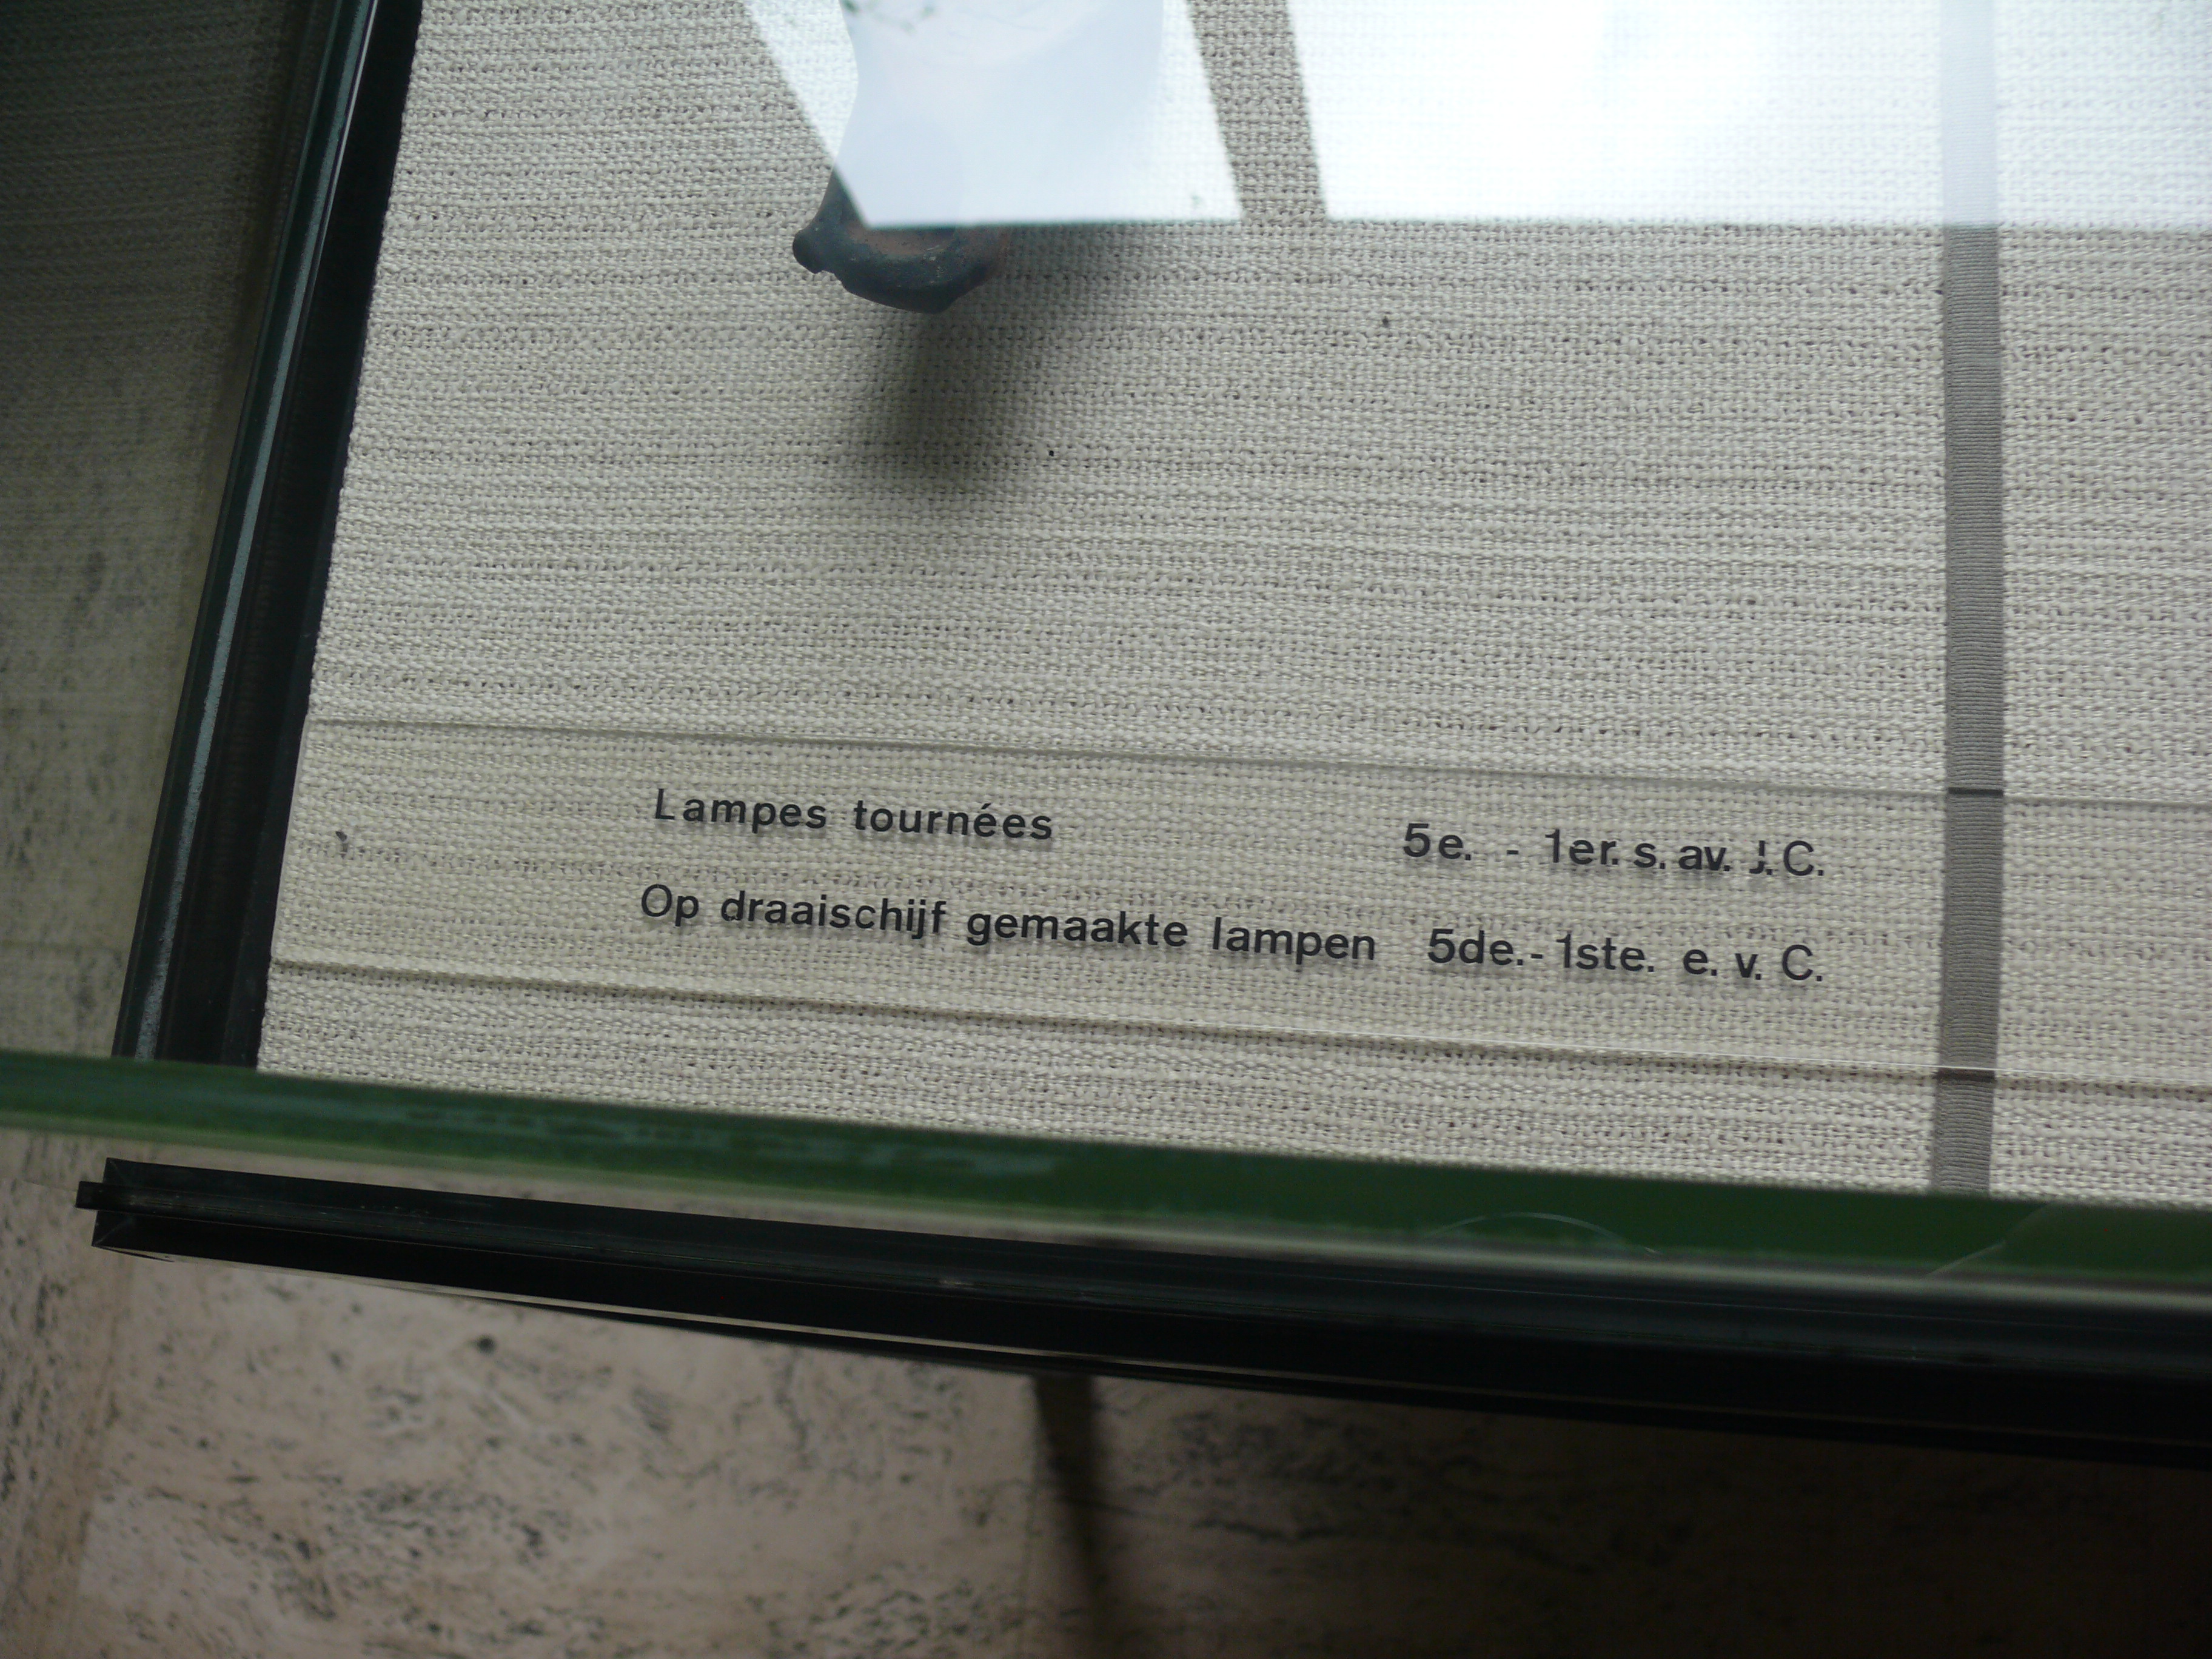 Lampes tournées 5e. - 1er. s. av. J.C.
Op draaischijf gemaakte lampen 5de.- 1ste. e. v. C.